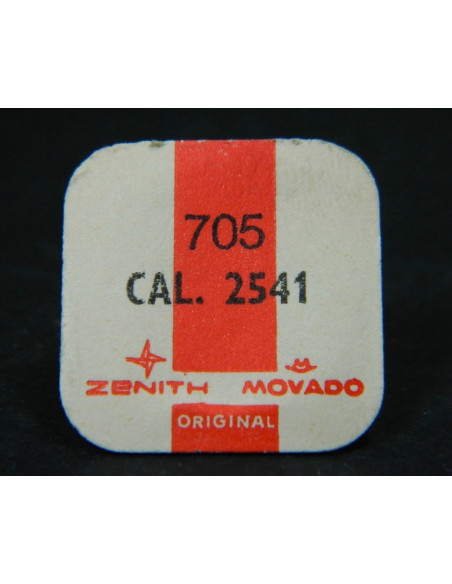 705
CAL. 2541
ZENITH MOVADO
ORIGINAL